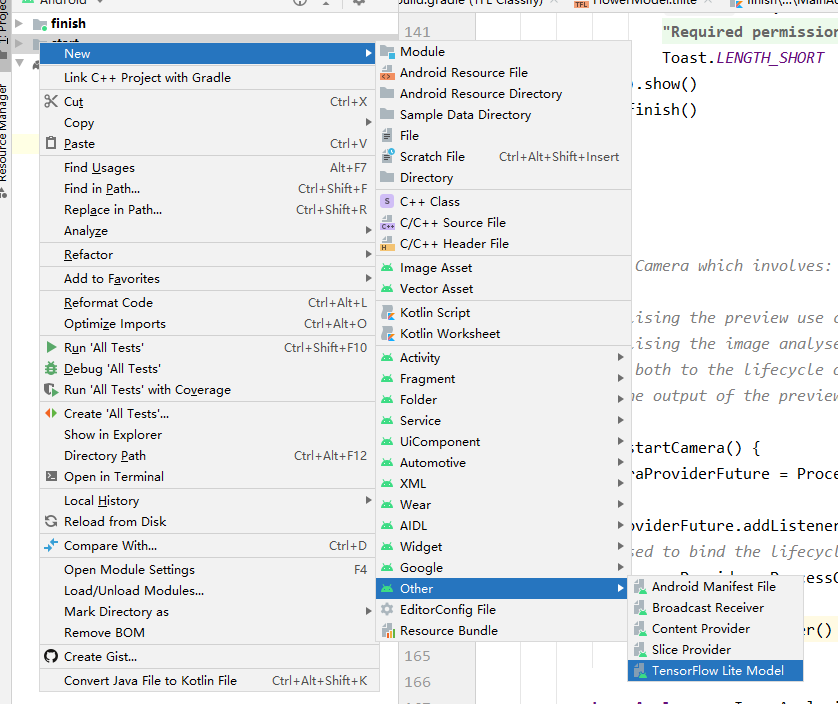 Android
build.gradle (TFL Classify)
FlowerModel.tflite
finish
start
1: Project
Resource Manager
New
Link C++ Project with Gradle
Cut Ctrl+X
Copy
Paste Ctrl+V
Find Usages Alt+F7
Find in Path... Ctrl+Shift+F
Replace in Path... Ctrl+Shift+R
Analyze
Refactor
Add to Favorites
Reformat Code Ctrl+Alt+L
Optimize Imports Ctrl+Alt+O
Run 'All Tests' Ctrl+Shift+F10
Debug 'All Tests'
Run 'All Tests' with Coverage
Create 'All Tests'...
Show in Explorer
Directory Path Ctrl+Alt+F12
Open in Terminal
Local History
Reload from Disk
Compare With... Ctrl+D
Open Module Settings F4
Load/Unload Modules...
Mark Directory as
Remove BOM
Create Gist...
Convert Java File to Kotlin File Ctrl+Alt+Shift+K
Module
Android Resource File
Android Resource Directory
Sample Data Directory
File
Scratch File Ctrl+Alt+Shift+Insert
Directory
C++ Class
C/C++ Source File
C/C++ Header File
Image Asset
Vector Asset
Kotlin Script
Kotlin Worksheet
Activity
Fragment
Folder
Service
UiComponent
Automotive
XML
Wear
AIDL
Widget
Google
Other
EditorConfig File
Resource Bundle
Android Manifest File
Broadcast Receiver
Content Provider
Slice Provider
TensorFlow Lite Model
141
"Required permission
Toast.LENGTH_SHORT
).show()
finish()
Camera which involves:
ising the preview use
ising the image analyse
both to the lifecycle
he output of the preview
startCamera() {
raProviderFuture = Proce
oviderFuture.addListener
sed to bind the lifecycl
ProcessC
er()
165
166